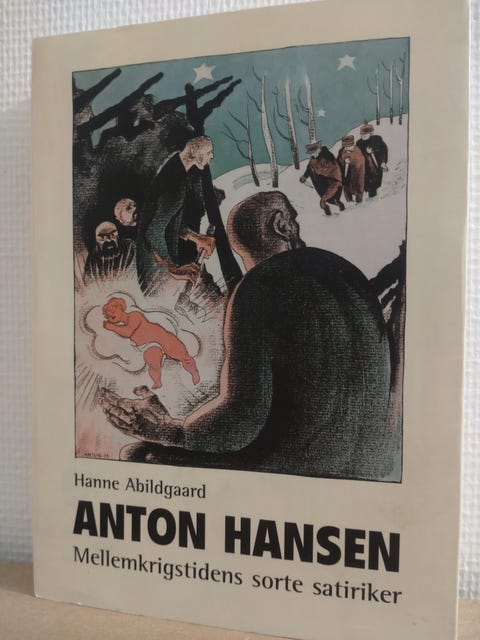 Hanne Abildgaard
ANTON HANSEN
Mellemkrigstidens sorte satiriker